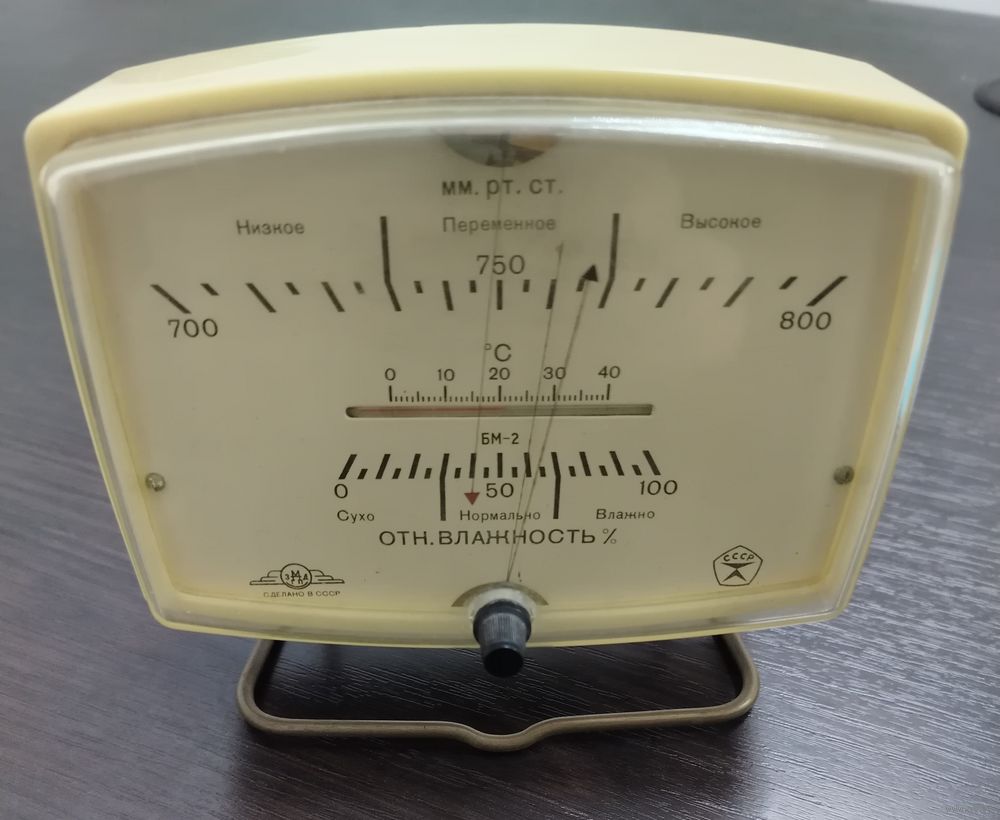 мм. рт. ст.
Низкое Переменное Высокое
750
700 800
°C
0 10 20 30 40
БМ-2
0 50 100
Сухо Нормально Влажно
ОТН. ВЛАЖНОСТЬ %
СДЕЛАНО В СССР
СССР